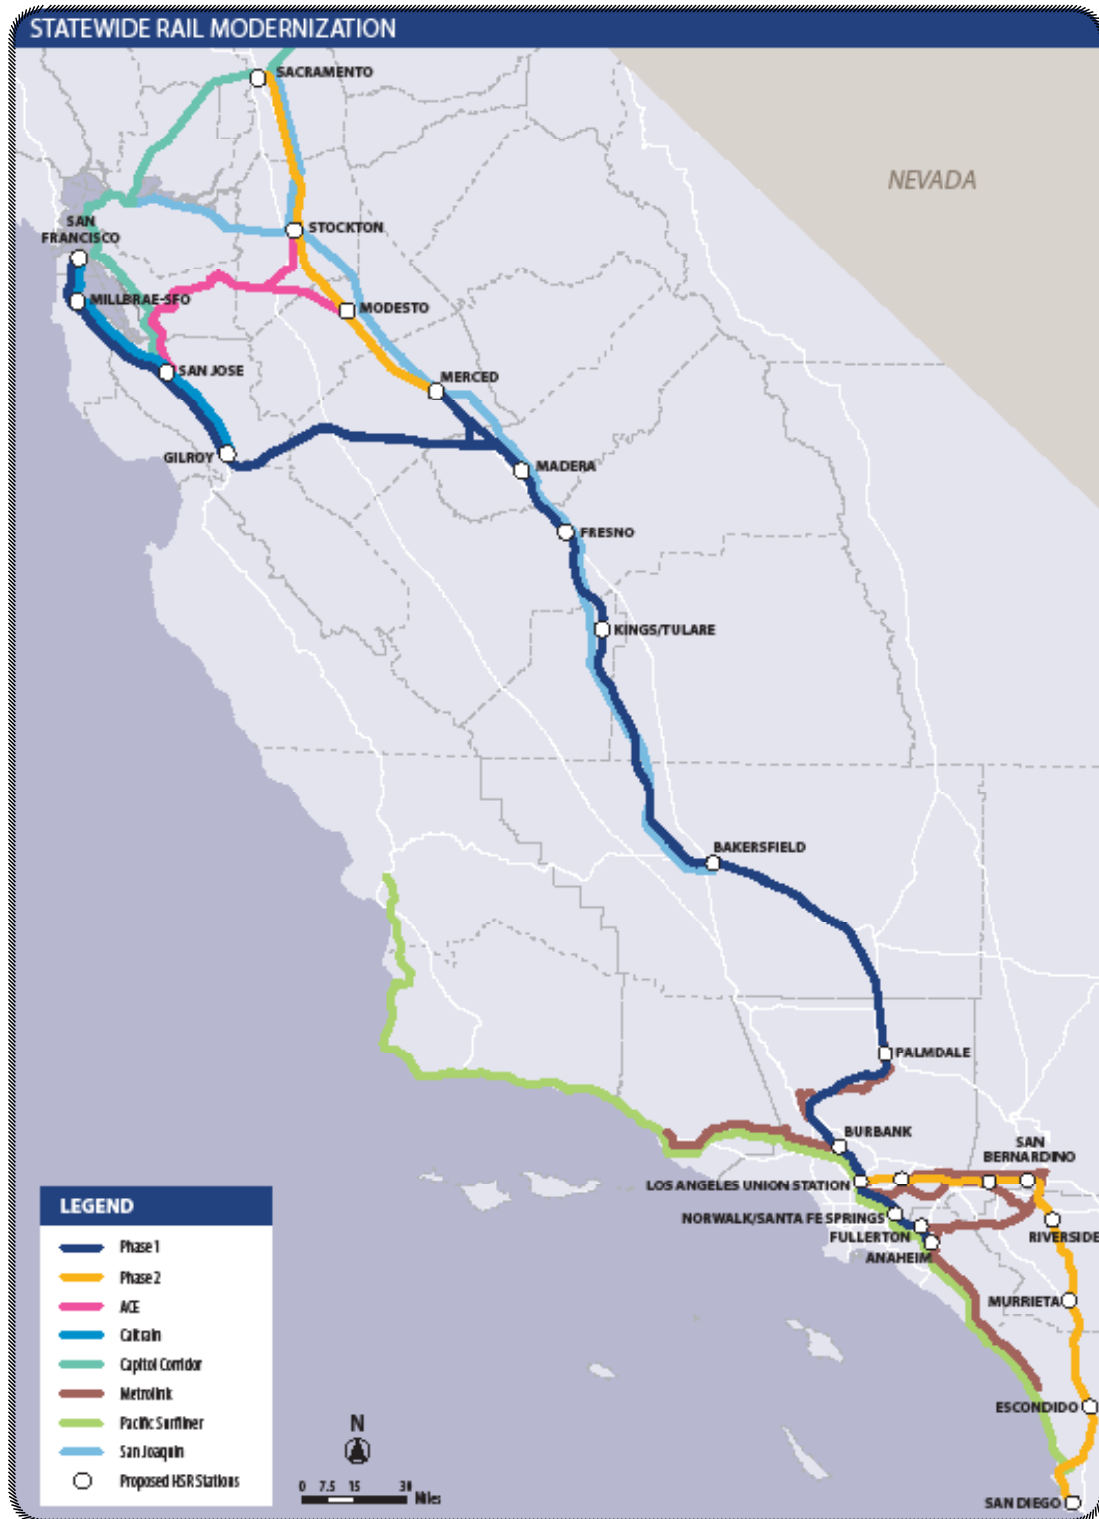 STATEWIDE RAIL MODERNIZATION
SACRAMENTO
NEVADA
SAN
FRANCISCO
STOCKTON
MILLBRAE-SFO
MODESTO
SAN JOSE
MERCED
GILROY
MADERA
FRESNO
KINGS/TULARE
BAKERSFIELD
PALMDALE
BURBANK
SAN
BERNARDINO
LOS ANGELES UNION STATION
NORWALK/SANTA FE SPRINGS
FULLERTON
RIVERSIDE
ANAHEIM
MURRIETA
ESCONDIDO
SAN DIEGO
LEGEND
Phase 1
Phase 2
ACE
Caltrain
Capitol Corridor
Metrolink
Pacific Surfliner
San Joaquin
Proposed HSR Stations
N
0 7.5 15 30
Miles